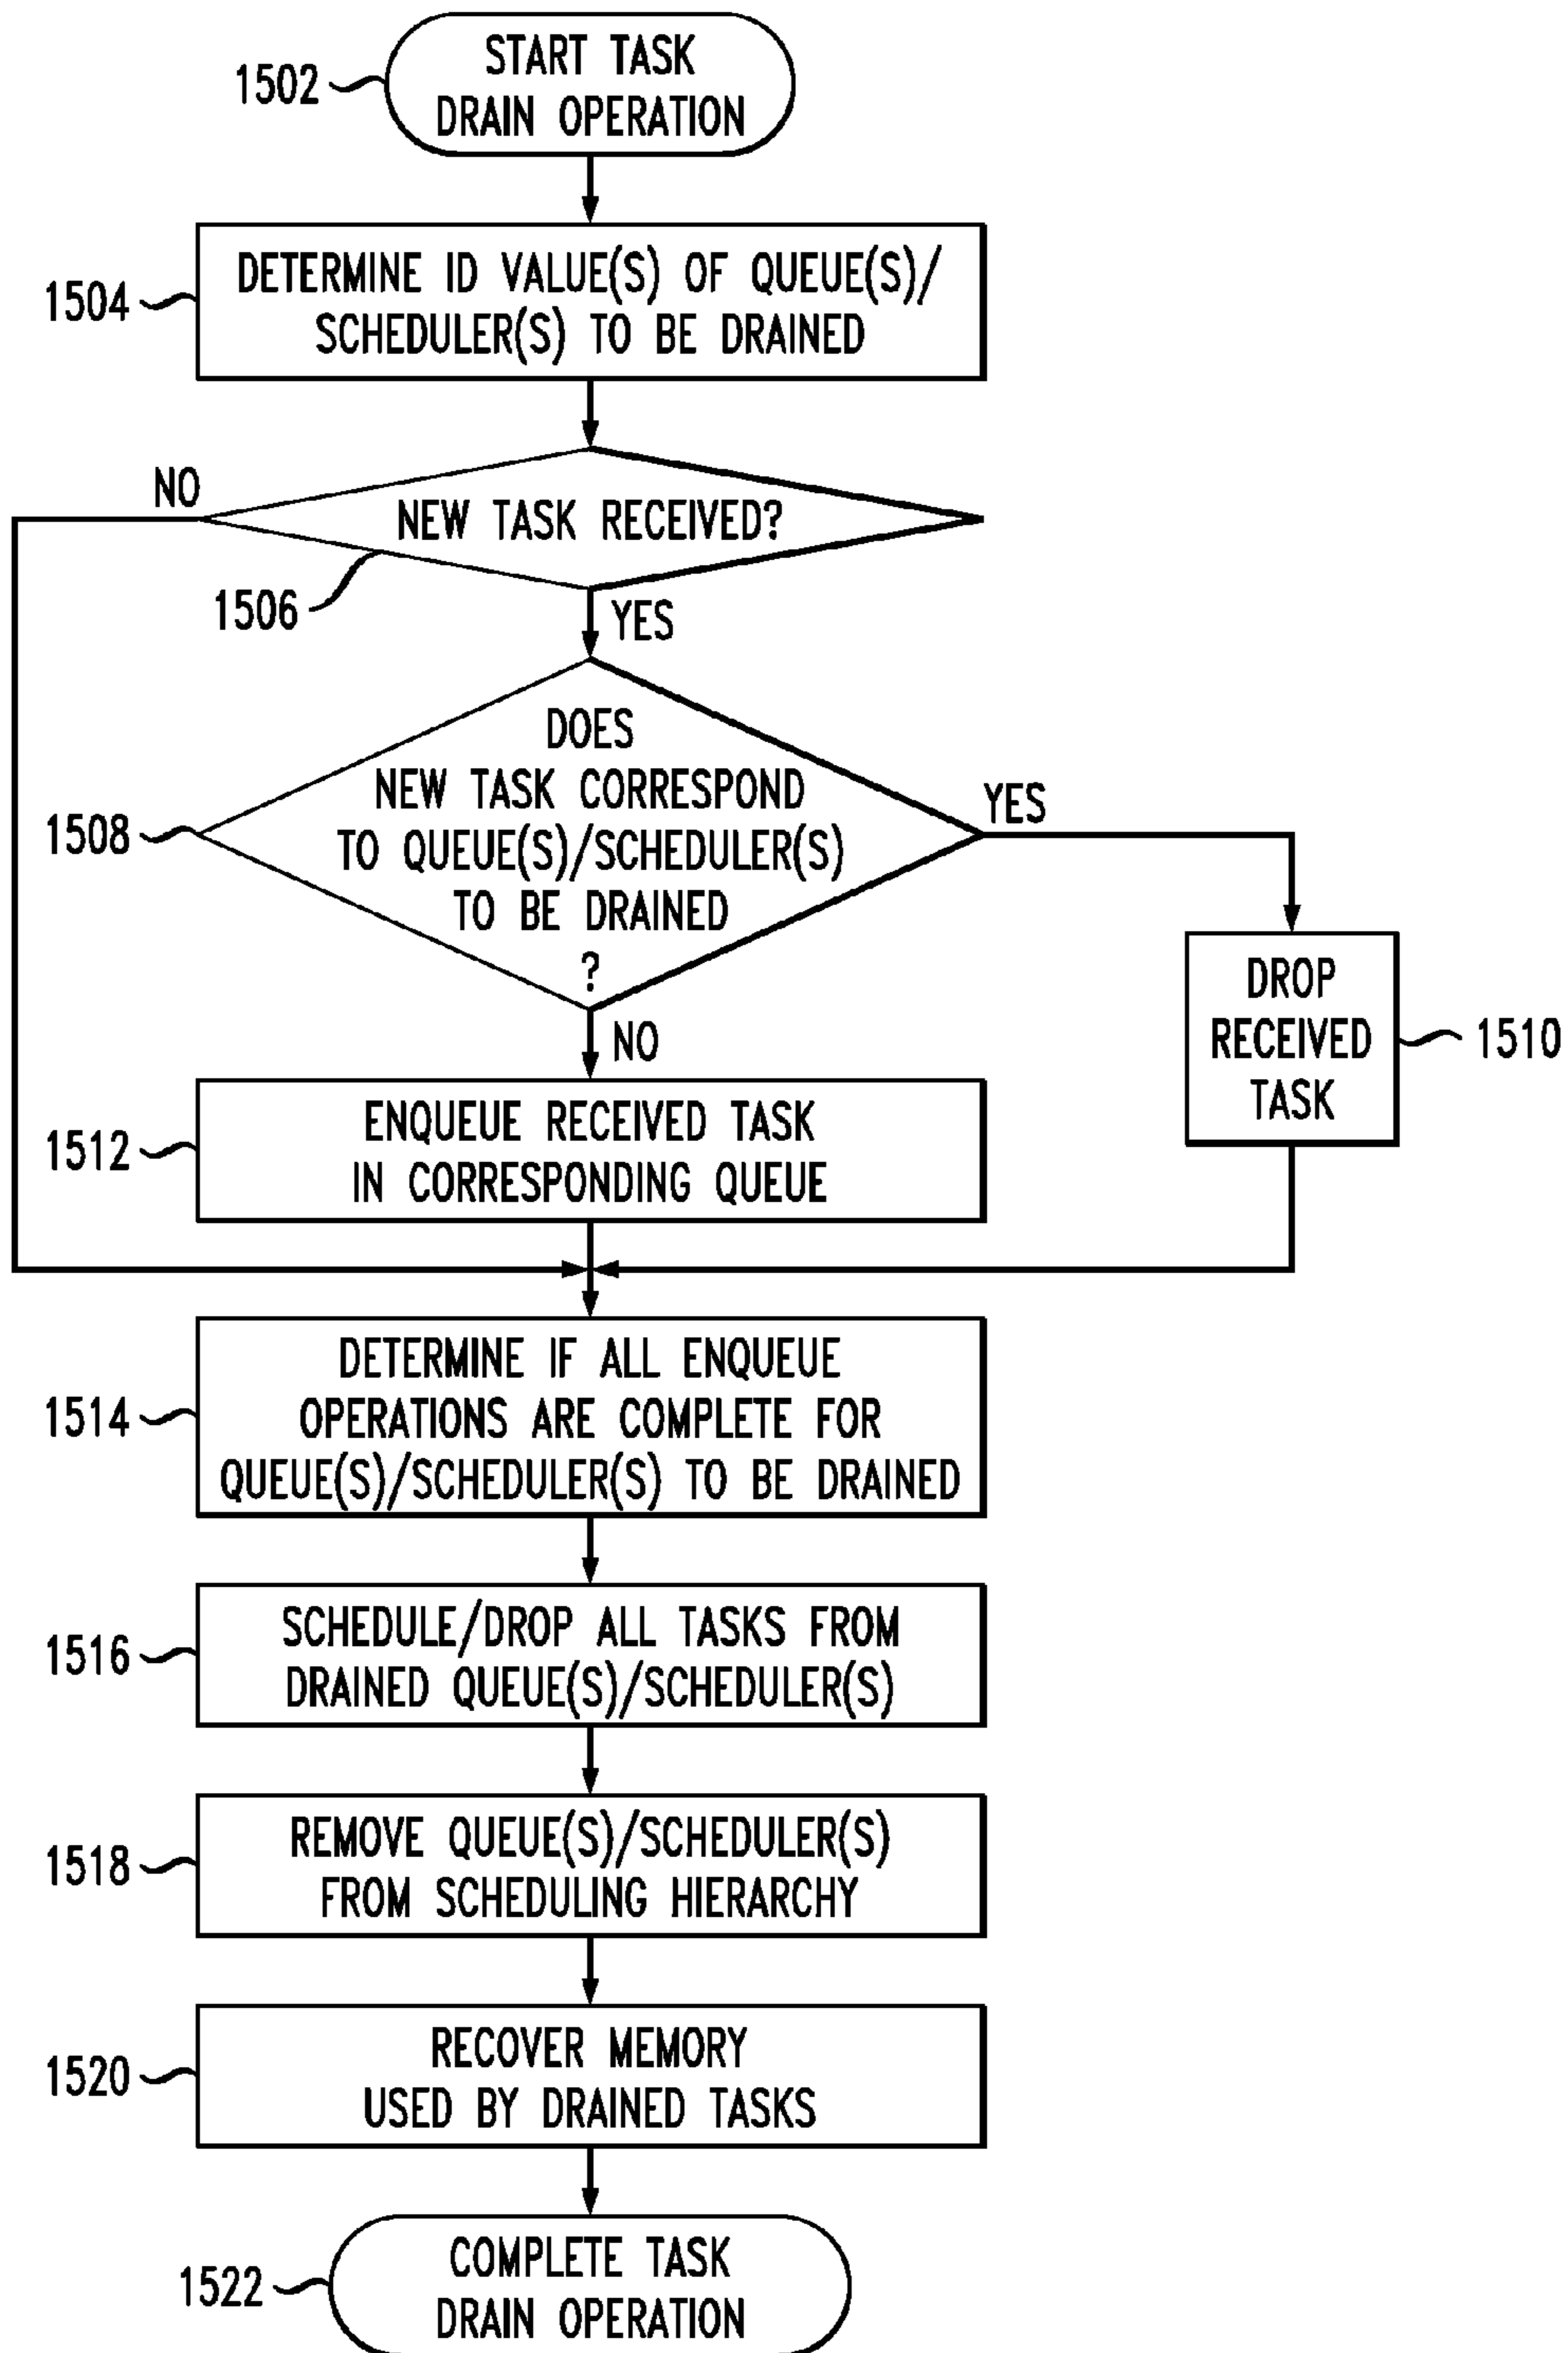 START TASK
DRAIN OPERATION
1502
DETERMINE ID VALUE(S) OF QUEUE(S)/
SCHEDULER(S) TO BE DRAINED
1504
NO
NEW TASK RECEIVED?
1506
YES
DOES
NEW TASK CORRESPOND
TO QUEUE(S)/SCHEDULER(S)
TO BE DRAINED
?
1508
YES
DROP
RECEIVED
TASK
1510
NO
ENQUEUE RECEIVED TASK
IN CORRESPONDING QUEUE
1512
DETERMINE IF ALL ENQUEUE
OPERATIONS ARE COMPLETE FOR
QUEUE(S)/SCHEDULER(S) TO BE DRAINED
1514
SCHEDULE/DROP ALL TASKS FROM
DRAINED QUEUE(S)/SCHEDULER(S)
1516
REMOVE QUEUE(S)/SCHEDULER(S)
FROM SCHEDULING HIERARCHY
1518
RECOVER MEMORY
USED BY DRAINED TASKS
1520
COMPLETE TASK
DRAIN OPERATION
1522